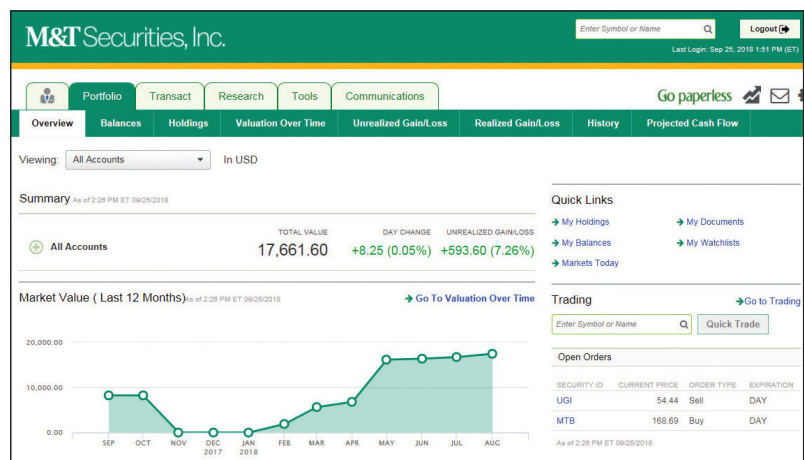 M&T Securities, Inc.
Enter Symbol or Name
Logout
Last Login: Sep 25, 2018 1:51 PM (ET)
Portfolio Transact Research Tools Communications
Go paperless
Overview Balances Holdings Valuation Over Time Unrealized Gain/Loss Realized Gain/Loss History Projected Cash Flow
Viewing: All Accounts In USD
Summary As of 2:26 PM ET 09/25/2018
TOTAL VALUE DAY CHANGE UNREALIZED GAIN/LOSS
All Accounts 17,661.60 +8.25 (0.05%) +593.60 (7.26%)
Quick Links
My Holdings My Documents
My Balances My Watchlists
Markets Today
Market Value ( Last 12 Months) As of 2:26 PM ET 09/25/2018 Go To Valuation Over Time
20,000.00
10,000.00
0.00
SEP OCT NOV DEC JAN FEB MAR APR MAY JUN JUL AUG
2017 2018
Trading Go to Trading
Enter Symbol or Name Quick Trade
Open Orders
SECURITY ID CURRENT PRICE ORDER TYPE EXPIRATION
UGI 54.44 Sell DAY
MTB 168.69 Buy DAY
As of 2:26 PM ET 09/25/2018